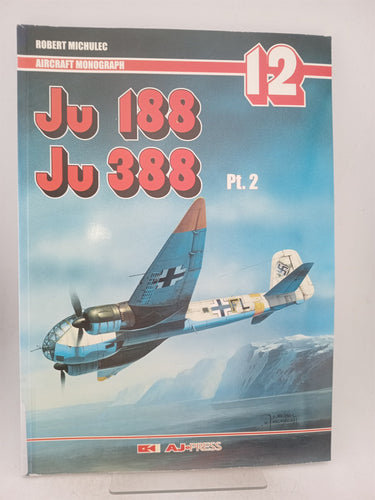 ROBERT MICHULEC
AIRCRAFT MONOGRAPH
12
Ju 188
Ju 388
Pt. 2
AJ-PRESS